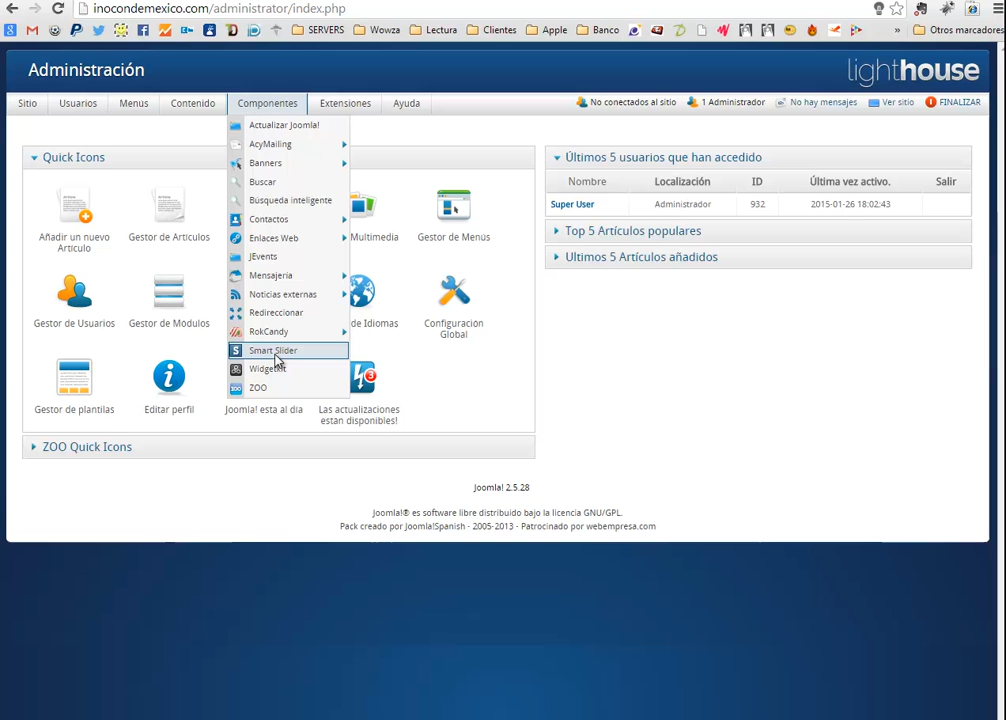 inocondemexico.com/administrator/index.php
SERVERS Wowza Lectura Clientes Apple Banco » Otros marcadores
Administración
lighthouse
Sitio Usuarios Menus Contenido Componentes Extensiones Ayuda
No conectados al sitio 1 Administrador No hay mensajes Ver sitio FINALIZAR
Actualizar Joomla!
AcyMailing
Banners
Buscar
Búsqueda inteligente
Contactos
Enlaces Web
JEvents
Mensajería
Noticias externas
Redireccionar
RokCandy
Smart Slider
Widgetkit
ZOO
Quick Icons
Añadir un nuevo
Artículo
Gestor de Artículos
Multimedia
Gestor de Menús
Gestor de Usuarios
Gestor de Módulos
de Idiomas
Configuración
Global
3
Gestor de plantilas
Editar perfil
Joomla! esta al dia
Las actualizaciones
están disponibles!
ZOO Quick Icons
Últimos 5 usuarios que han accedido
Nombre Localización ID Última vez activo. Salir
Super User Administrador 932 2015-01-26 18:02:43
Top 5 Artículos populares
Ultimos 5 Artículos añadidos
Joomla! 2.5.28
Joomla!® es software libre distribuido bajo la licencia GNU/GPL.
Pack creado por Joomla!Spanish - 2005-2013 - Patrocinado por webempresa.com